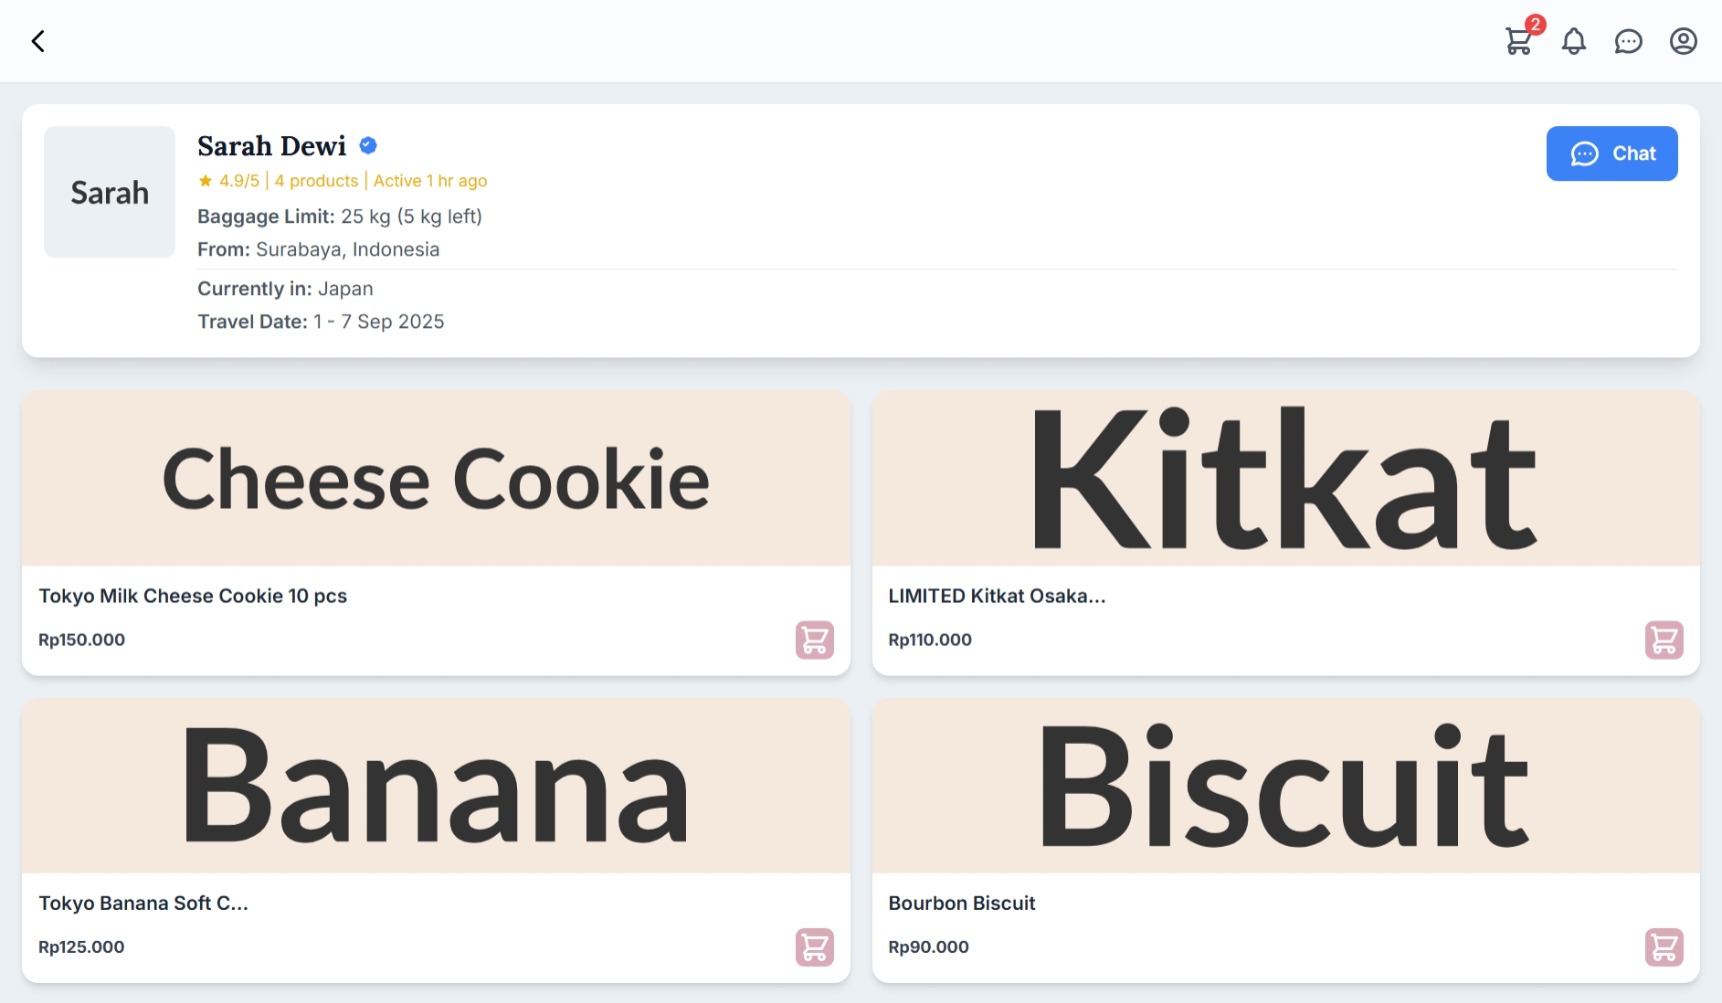 2
Sarah
Sarah Dewi
4.9/5 | 4 products | Active 1 hr ago
Baggage Limit: 25 kg (5 kg left)
From: Surabaya, Indonesia
Currently in: Japan
Travel Date: 1 - 7 Sep 2025
Chat
Cheese Cookie
Tokyo Milk Cheese Cookie 10 pcs
Rp150.000
Kitkat
LIMITED Kitkat Osaka...
Rp110.000
Banana
Tokyo Banana Soft C...
Rp125.000
Biscuit
Bourbon Biscuit
Rp90.000